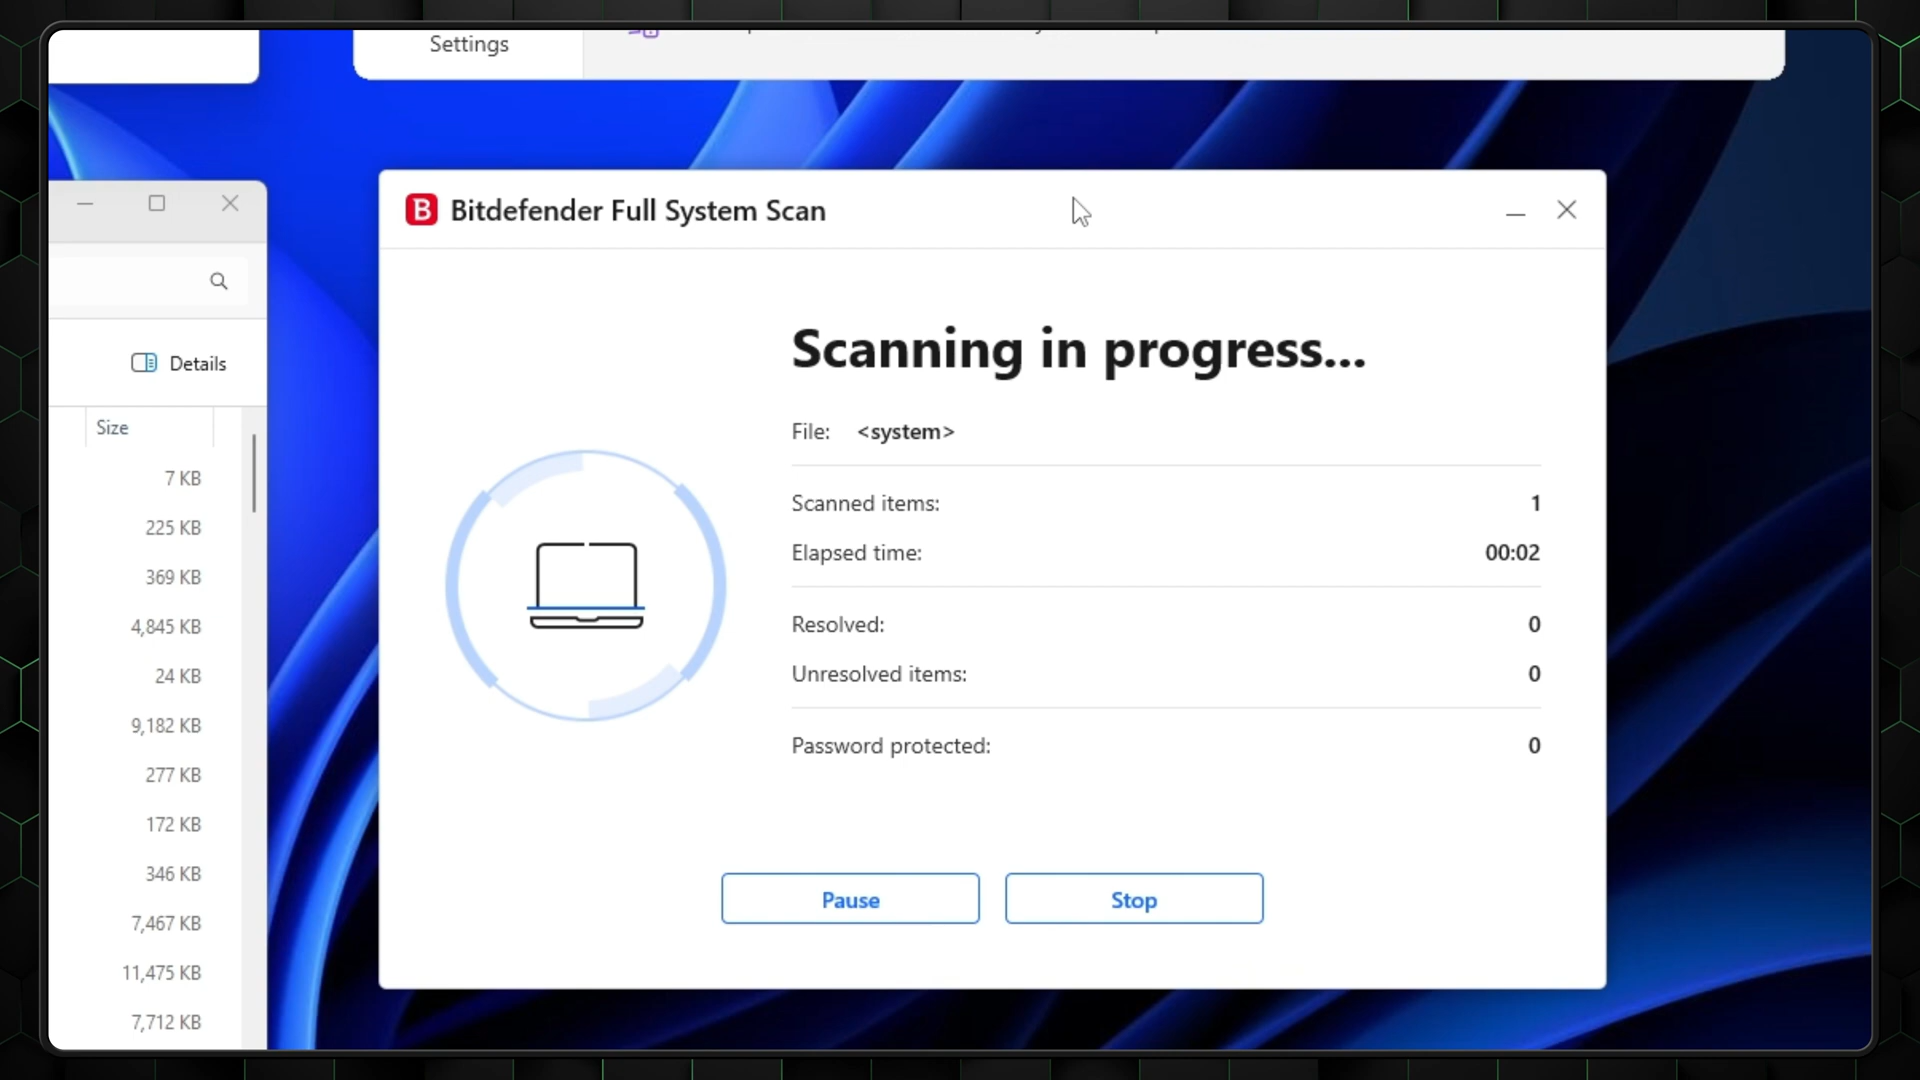 Settings
B Bitdefender Full System Scan
Scanning in progress...
File: <system>
Scanned items: 1
Elapsed time: 00:02
Resolved: 0
Unresolved items: 0
Password protected: 0
Pause Stop
Details
Size
7 KB
225 KB
369 KB
4,845 KB
24 KB
9,182 KB
277 KB
172 KB
346 KB
7,467 KB
11,475 KB
7,712 KB